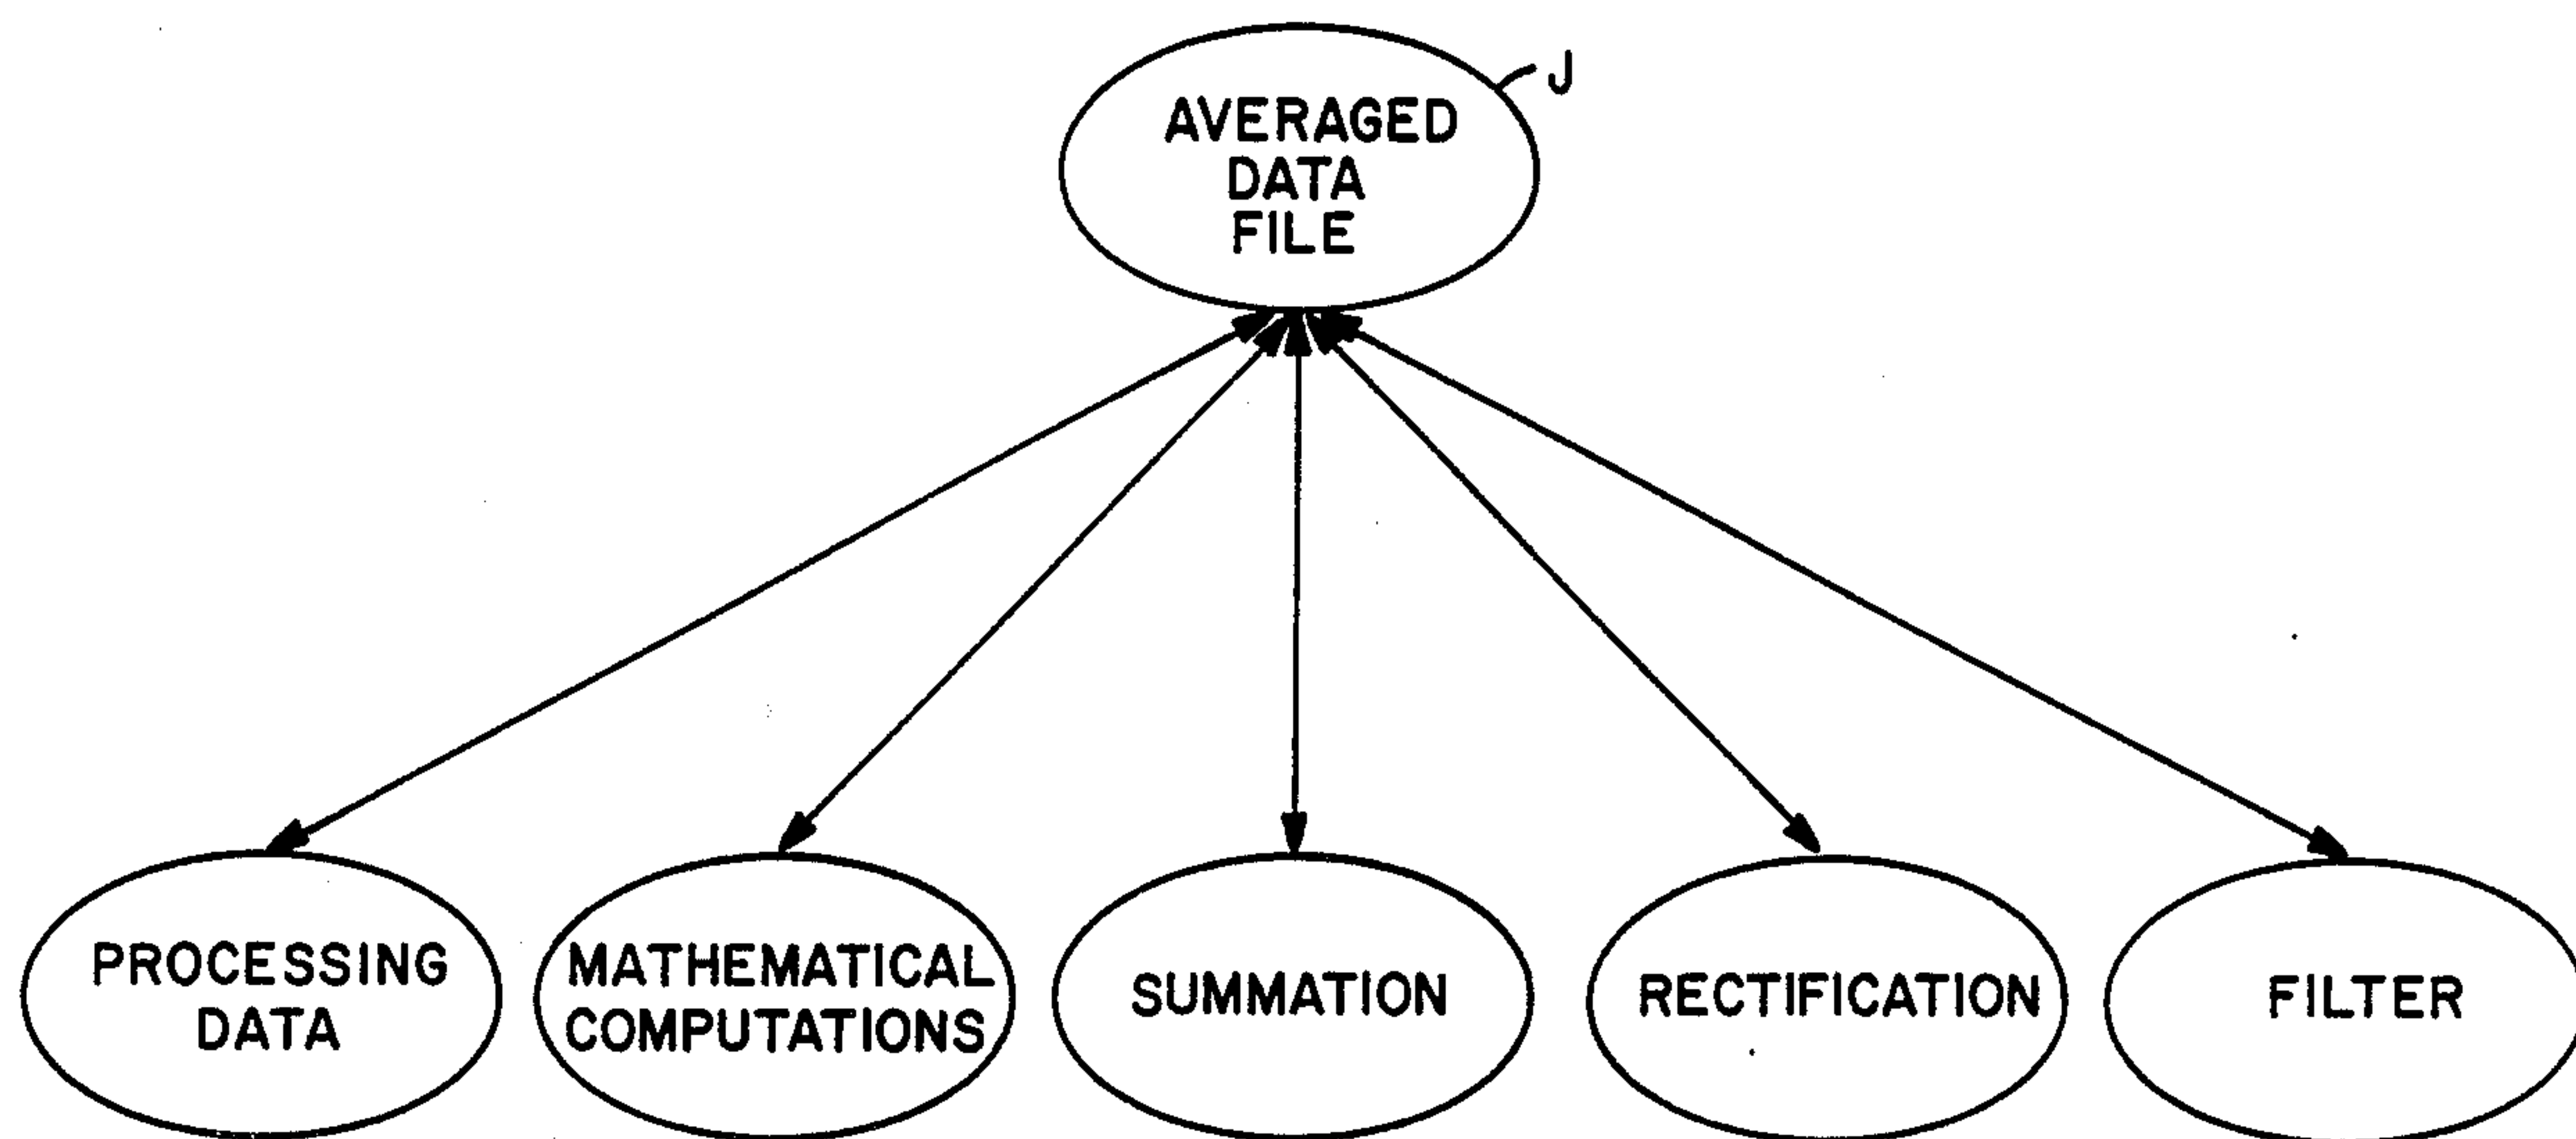 J
AVERAGED
DATA
FILE
PROCESSING
DATA
MATHEMATICAL
COMPUTATIONS
SUMMATION
RECTIFICATION
FILTER